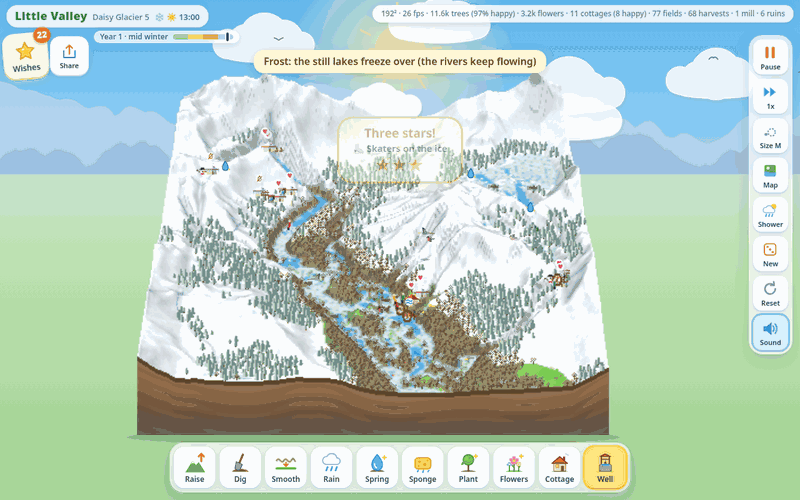 Little Valley Daisy Glacier 5 13:00
192² · 26 fps · 11.6k trees (97% happy) · 3.2k flowers · 11 cottages (8 happy) · 77 fields · 68 harvests · 1 mill · 6 ruins
Year 1 · mid winter
22
Wishes
Share
Frost: the still lakes freeze over (the rivers keep flowing)
Three stars!
Skaters on the ice
Pause
1x
Size M
Map
Shower
New
Reset
Sound
Raise
Dig
Smooth
Rain
Spring
Sponge
Plant
Flowers
Cottage
Well